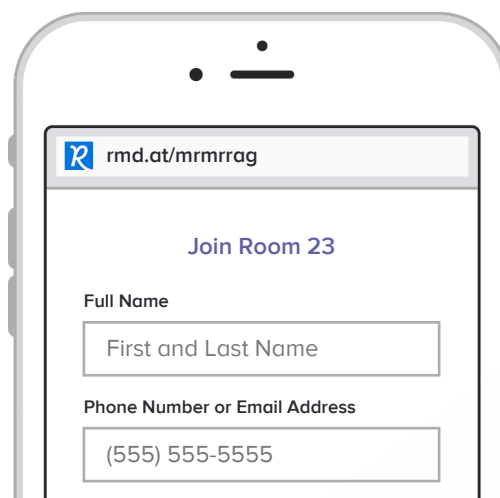 rmd.at/mrmrrag
Join Room 23
Full Name
First and Last Name
Phone Number or Email Address
(555) 555-5555